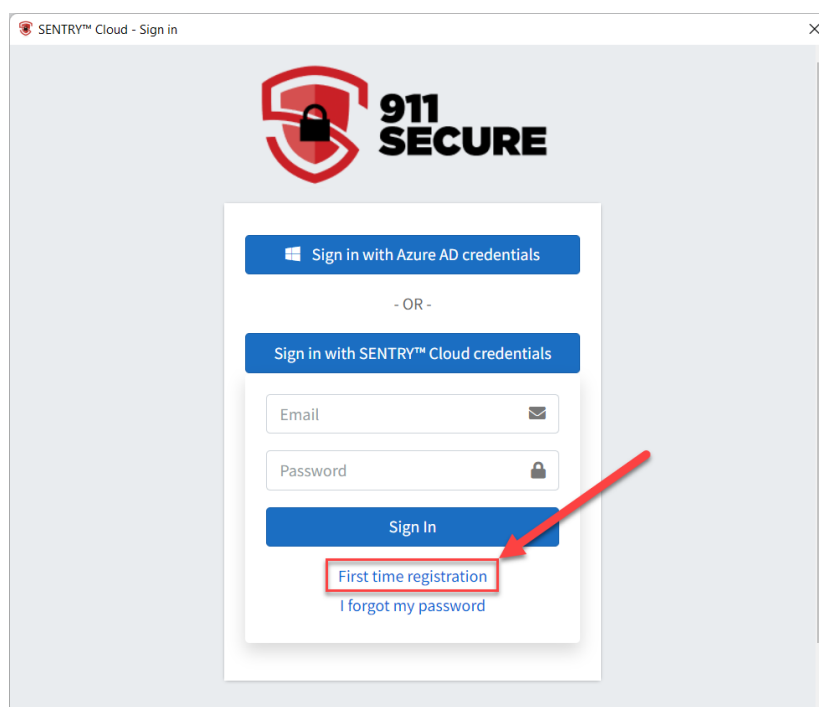 SENTRY™ Cloud - Sign in
911
SECURE
Sign in with Azure AD credentials
- OR -
Sign in with SENTRY™ Cloud credentials
Email
Password
Sign In
First time registration
I forgot my password